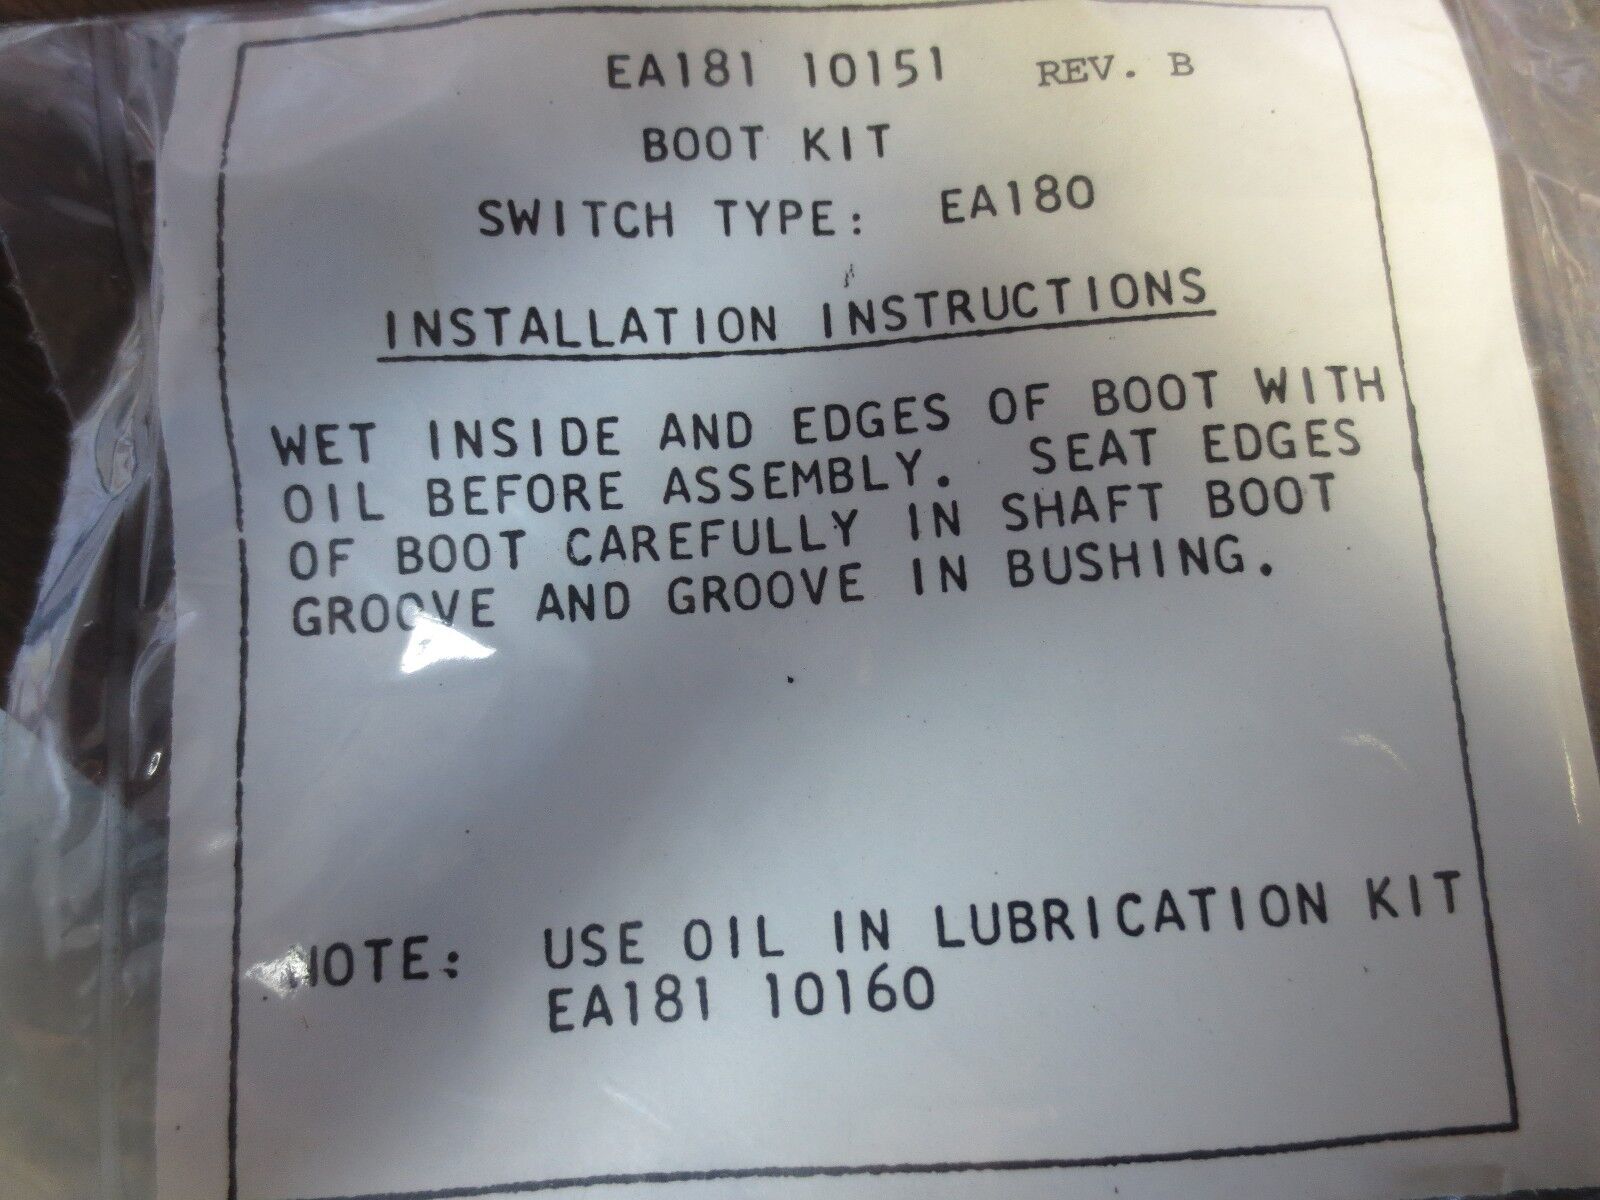 EA181 10151 REV. B
BOOT KIT
SWITCH TYPE: EA180
INSTALLATION INSTRUCTIONS
WET INSIDE AND EDGES OF BOOT WITH
OIL BEFORE ASSEMBLY. SEAT EDGES
OF BOOT CAREFULLY IN SHAFT BOOT
GROOVE AND GROOVE IN BUSHING.
NOTE: USE OIL IN LUBRICATION KIT
EA181 10160